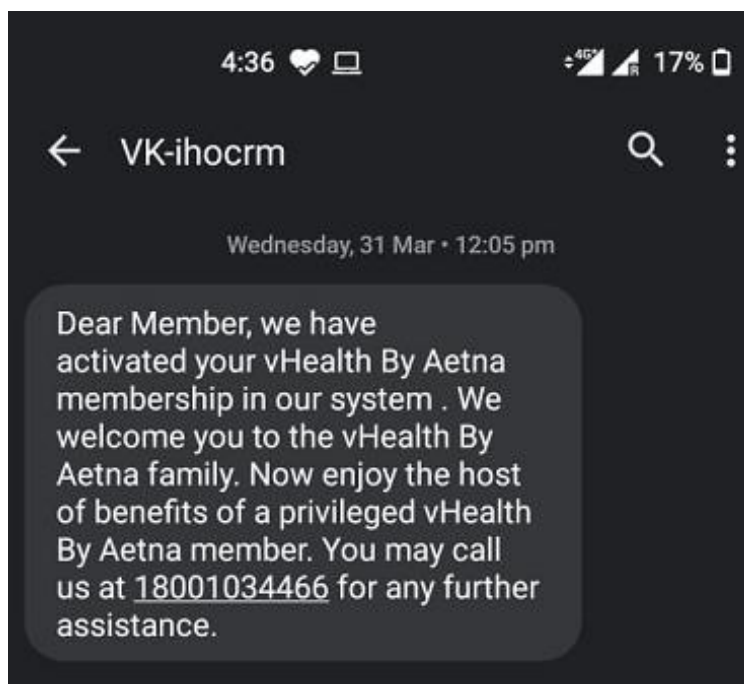 4:36 4G+ R 17%
VK-ihocrm
Wednesday, 31 Mar • 12:05 pm
Dear Member, we have
activated your vHealth By Aetna
membership in our system . We
welcome you to the vHealth By
Aetna family. Now enjoy the host
of benefits of a privileged vHealth
By Aetna member. You may call
us at 18001034466 for any further
assistance.